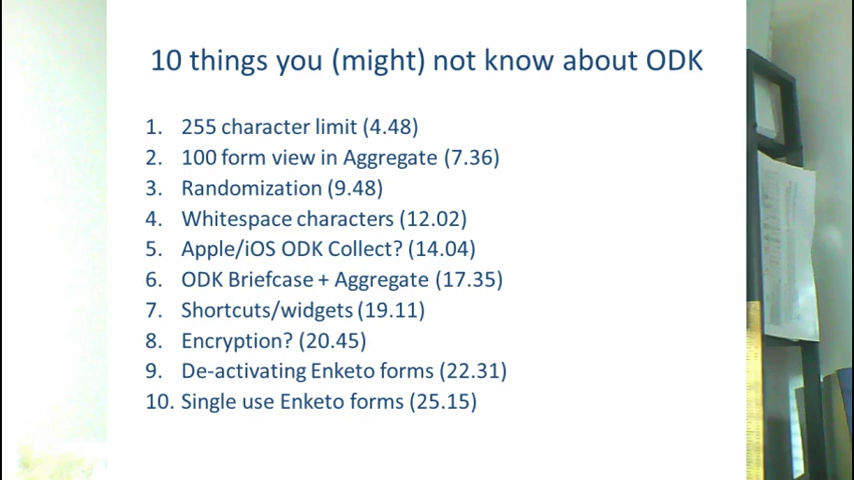 10 things you (might) not know about ODK
1. 255 character limit (4.48)
2. 100 form view in Aggregate (7.36)
3. Randomization (9.48)
4. Whitespace characters (12.02)
5. Apple/iOS ODK Collect? (14.04)
6. ODK Briefcase + Aggregate (17.35)
7. Shortcuts/widgets (19.11)
8. Encryption? (20.45)
9. De-activating Enketo forms (22.31)
10. Single use Enketo forms (25.15)